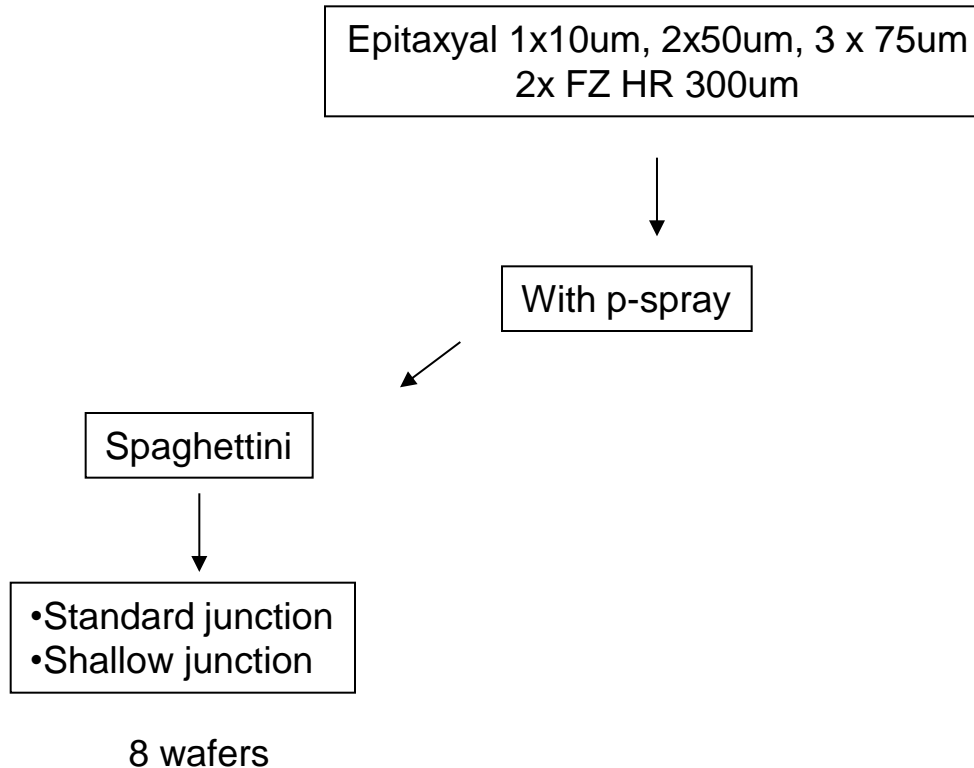 Epitaxyal 1x10um, 2x50um, 3 x 75um
2x FZ HR 300um
With p-spray
Spaghettini
•Standard junction
•Shallow junction
8 wafers